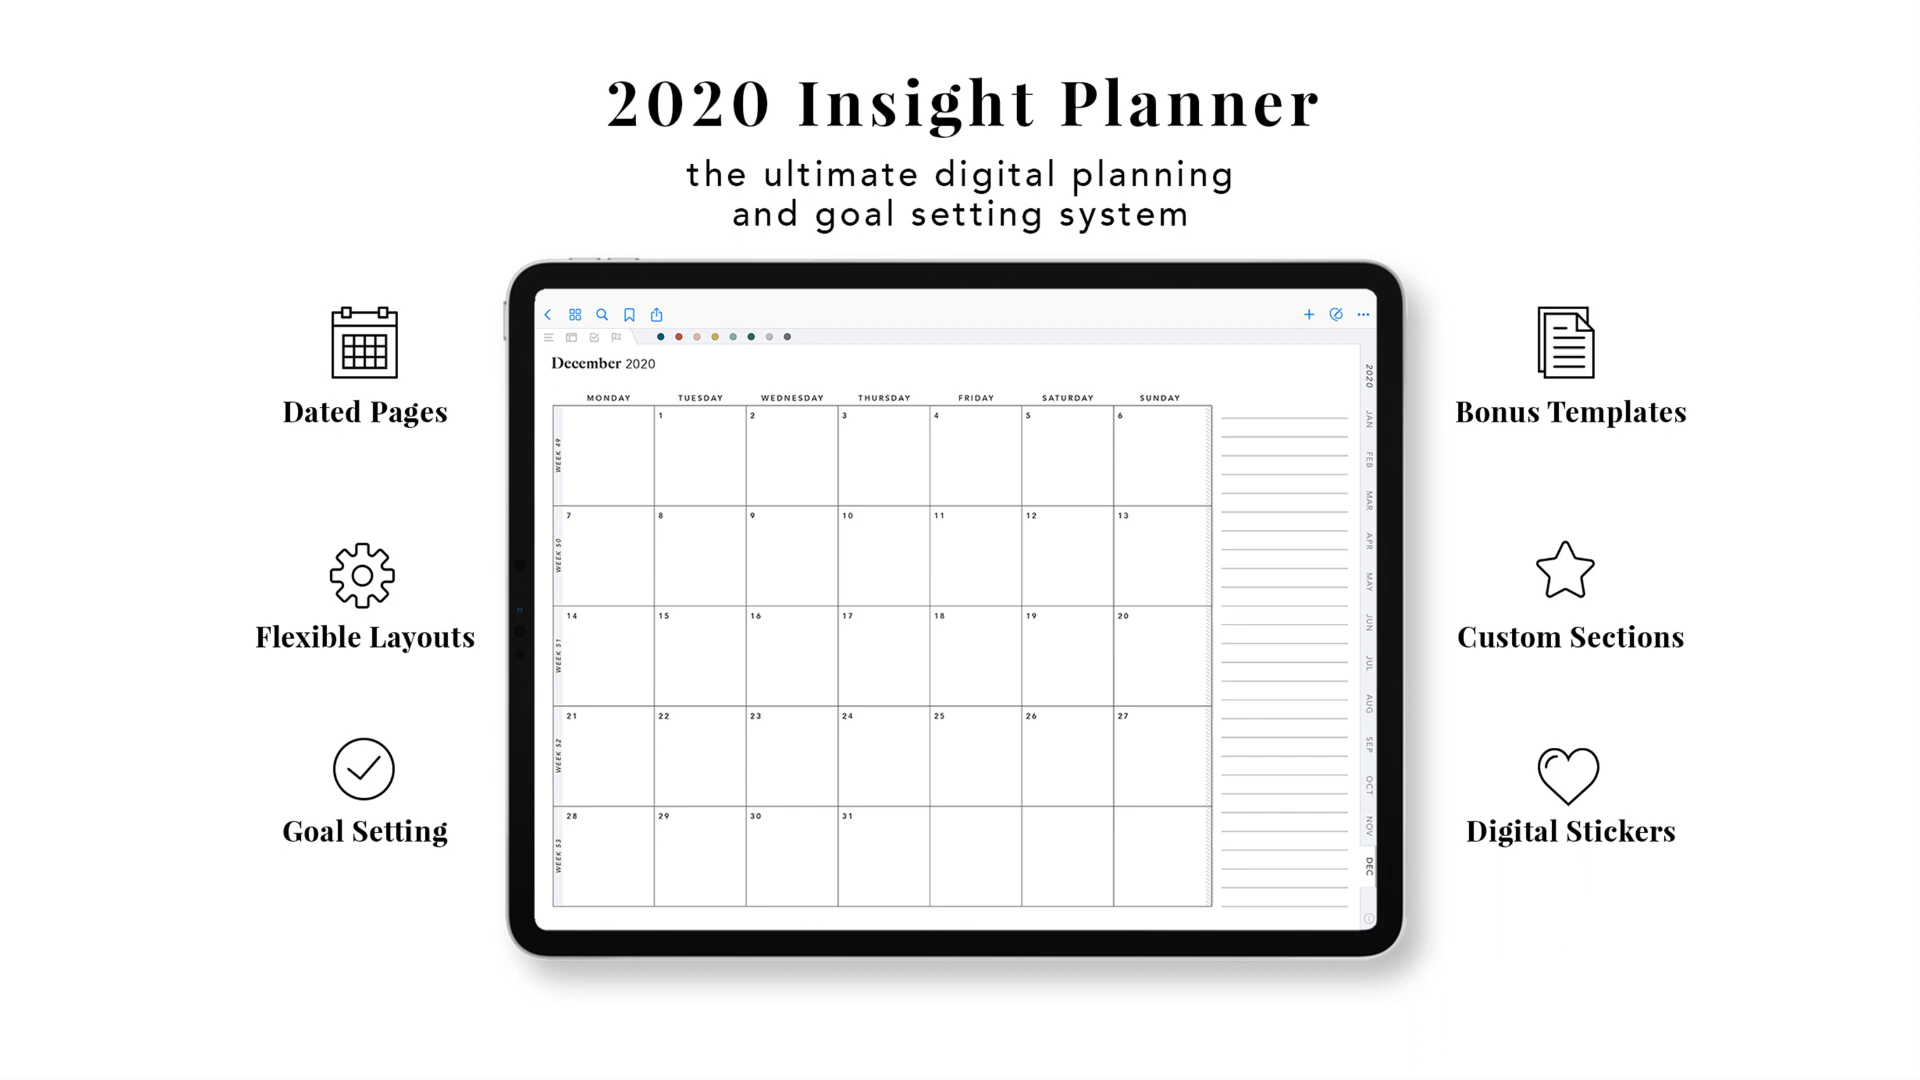 2020 Insight Planner
the ultimate digital planning
and goal setting system
Dated Pages
Flexible Layouts
Goal Setting
December 2020
MONDAY TUESDAY WEDNESDAY THURSDAY FRIDAY SATURDAY SUNDAY
WEEK 49
1 2 3 4 5 6
WEEK 50
7 8 9 10 11 12 13
WEEK 51
14 15 16 17 18 19 20
WEEK 52
21 22 23 24 25 26 27
WEEK 53
28 29 30 31
2020
JAN
FEB
MAR
APR
MAY
JUN
JUL
AUG
SEP
OCT
NOV
DEC
Bonus Templates
Custom Sections
Digital Stickers